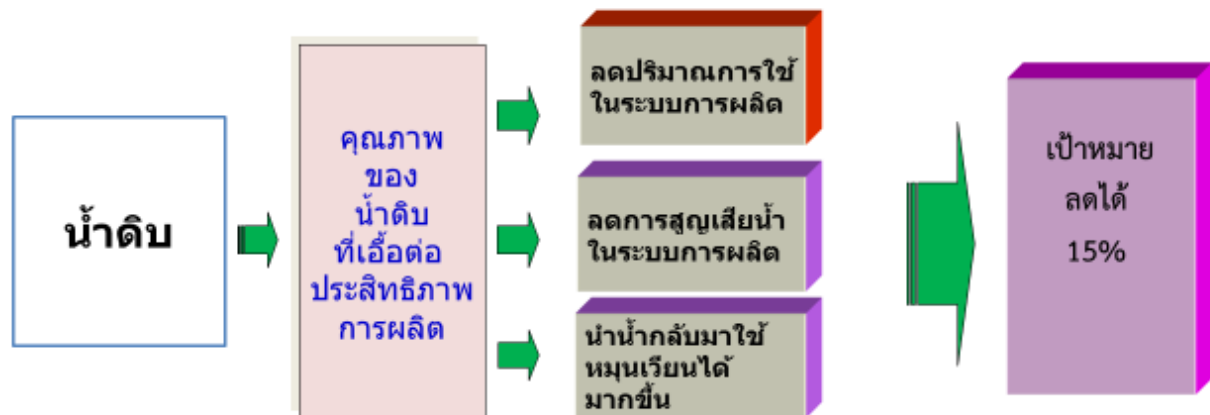 น้ำดิบ
คุณภาพ
ของ
น้ำดิบ
ที่เอื้อต่อ
ประสิทธิภาพ
การผลิต
ลดปริมาณการใช้
ในระบบการผลิต
ลดการสูญเสียน้ำ
ในระบบการผลิต
นำน้ำกลับมาใช้
หมุนเวียนได้
มากขึ้น
เป้าหมาย
ลดได้
15%